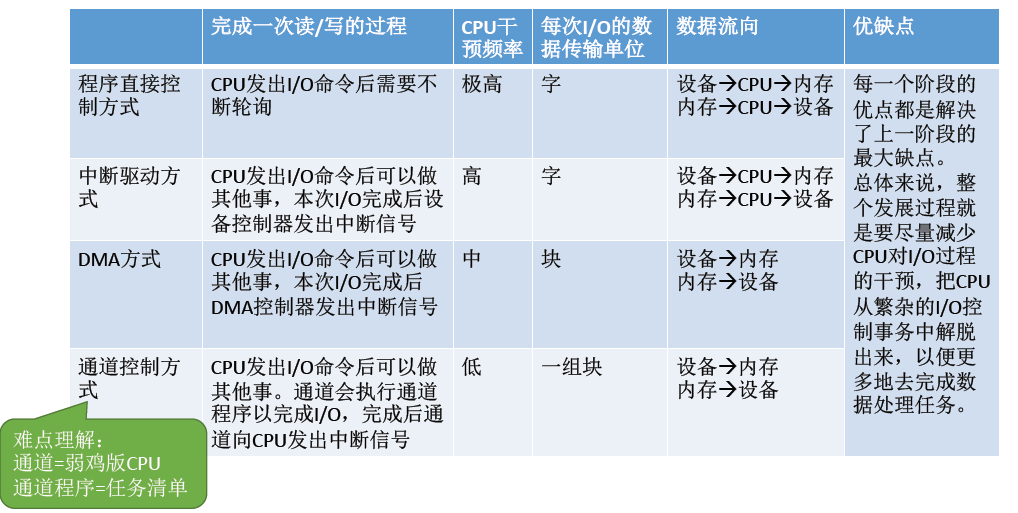 完成一次读/写的过程
CPU干
预频率
每次I/O的数
据传输单位
数据流向
优缺点
程序直接控
制方式
CPU发出I/O命令后需要不
断轮询
极高
字
设备→CPU→内存
内存→CPU→设备
每一个阶段的
优点都是解决
了上一阶段的
最大缺点。
总体来说，整
个发展过程就
是要尽量减少
CPU对I/O过程
的干预，把CPU
从繁杂的I/O控
制事务中解脱
出来，以便更
多地去完成数
据处理任务。
中断驱动方
式
CPU发出I/O命令后可以做
其他事，本次I/O完成后设
备控制器发出中断信号
高
字
设备→CPU→内存
内存→CPU→设备
DMA方式
CPU发出I/O命令后可以做
其他事，本次I/O完成后
DMA控制器发出中断信号
中
块
设备→内存
内存→设备
通道控制方
式
CPU发出I/O命令后可以做
其他事。通道会执行通道
程序以完成I/O，完成后通
道向CPU发出中断信号
低
一组块
设备→内存
内存→设备
难点理解：
通道=弱鸡版CPU
通道程序=任务清单